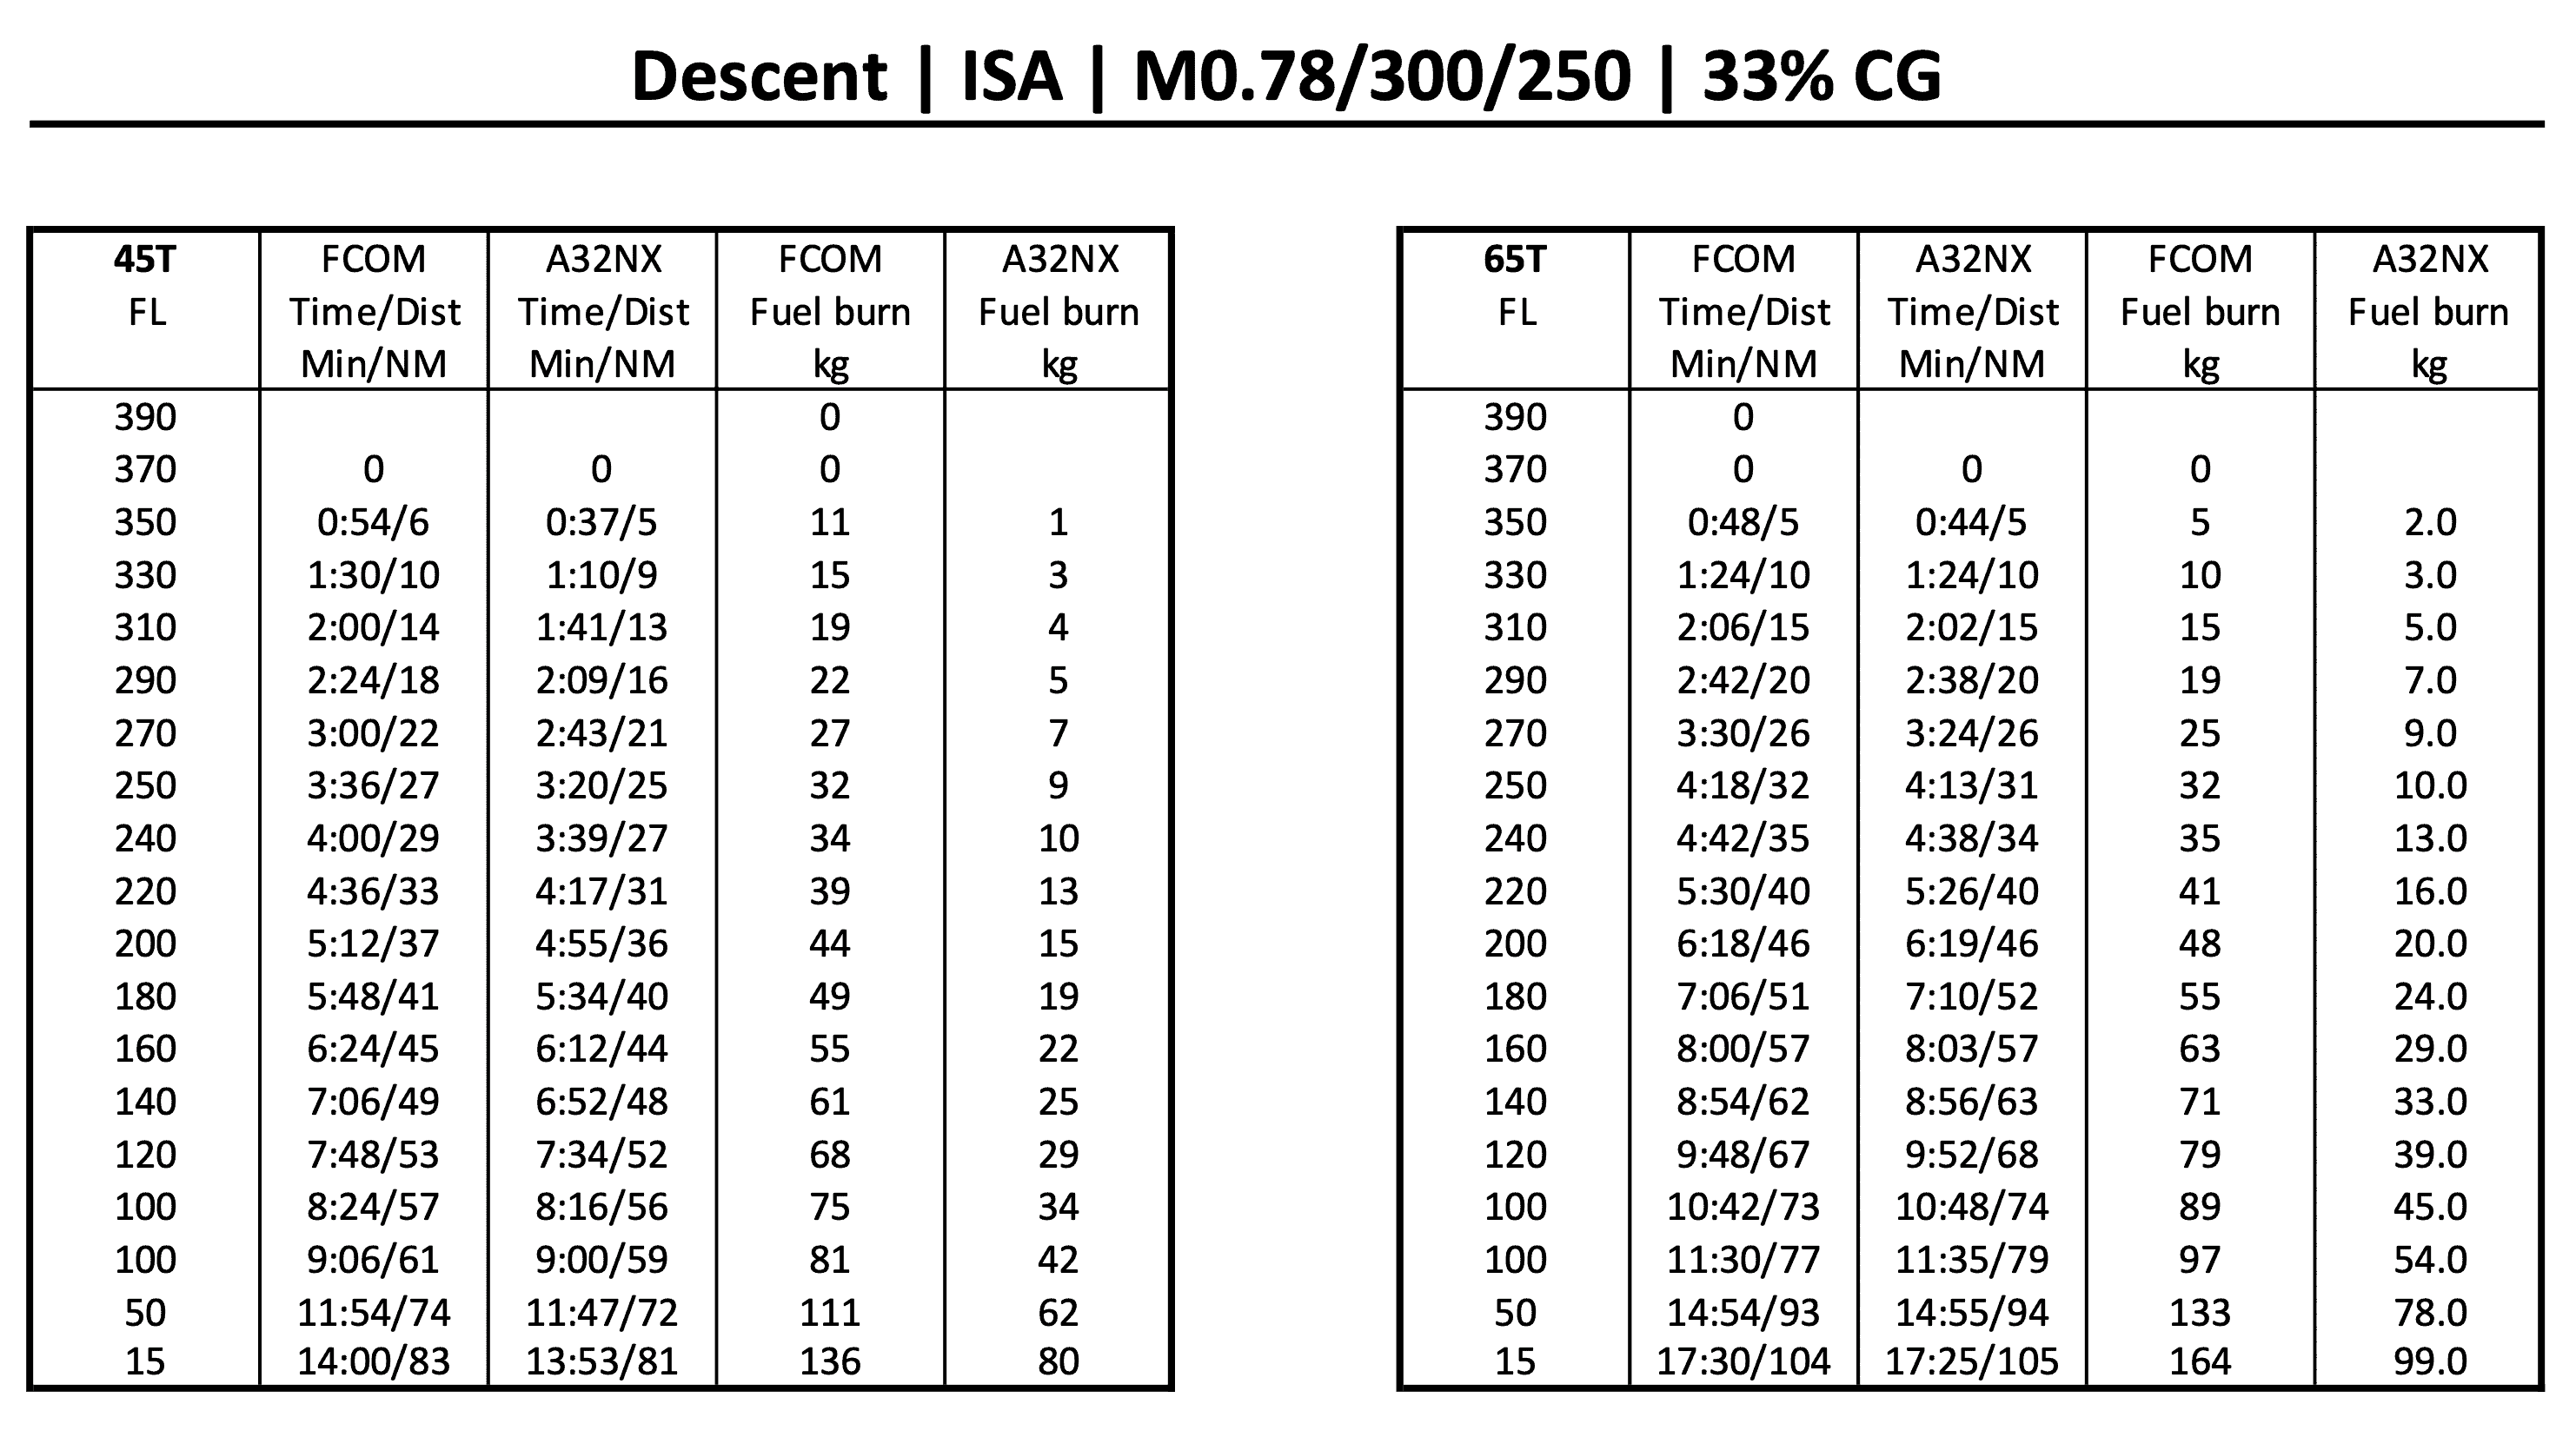 Descent | ISA | M0.78/300/250 | 33% CG
45T FCOM A32NX FCOM A32NX
FL Time/Dist Time/Dist Fuel burn Fuel burn
Min/NM Min/NM kg kg
390 0
370 0 0 0
350 0:54/6 0:37/5 11 1
330 1:30/10 1:10/9 15 3
310 2:00/14 1:41/13 19 4
290 2:24/18 2:09/16 22 5
270 3:00/22 2:43/21 27 7
250 3:36/27 3:20/25 32 9
240 4:00/29 3:39/27 34 10
220 4:36/33 4:17/31 39 13
200 5:12/37 4:55/36 44 15
180 5:48/41 5:34/40 49 19
160 6:24/45 6:12/44 55 22
140 7:06/49 6:52/48 61 25
120 7:48/53 7:34/52 68 29
100 8:24/57 8:16/56 75 34
100 9:06/61 9:00/59 81 42
50 11:54/74 11:47/72 111 62
15 14:00/83 13:53/81 136 80
65T FCOM A32NX FCOM A32NX
FL Time/Dist Time/Dist Fuel burn Fuel burn
Min/NM Min/NM kg kg
390 0
370 0 0 0
350 0:48/5 0:44/5 5 2.0
330 1:24/10 1:24/10 10 3.0
310 2:06/15 2:02/15 15 5.0
290 2:42/20 2:38/20 19 7.0
270 3:30/26 3:24/26 25 9.0
250 4:18/32 4:13/31 32 10.0
240 4:42/35 4:38/34 35 13.0
220 5:30/40 5:26/40 41 16.0
200 6:18/46 6:19/46 48 20.0
180 7:06/51 7:10/52 55 24.0
160 8:00/57 8:03/57 63 29.0
140 8:54/62 8:56/63 71 33.0
120 9:48/67 9:52/68 79 39.0
100 10:42/73 10:48/74 89 45.0
100 11:30/77 11:35/79 97 54.0
50 14:54/93 14:55/94 133 78.0
15 17:30/104 17:25/105 164 99.0